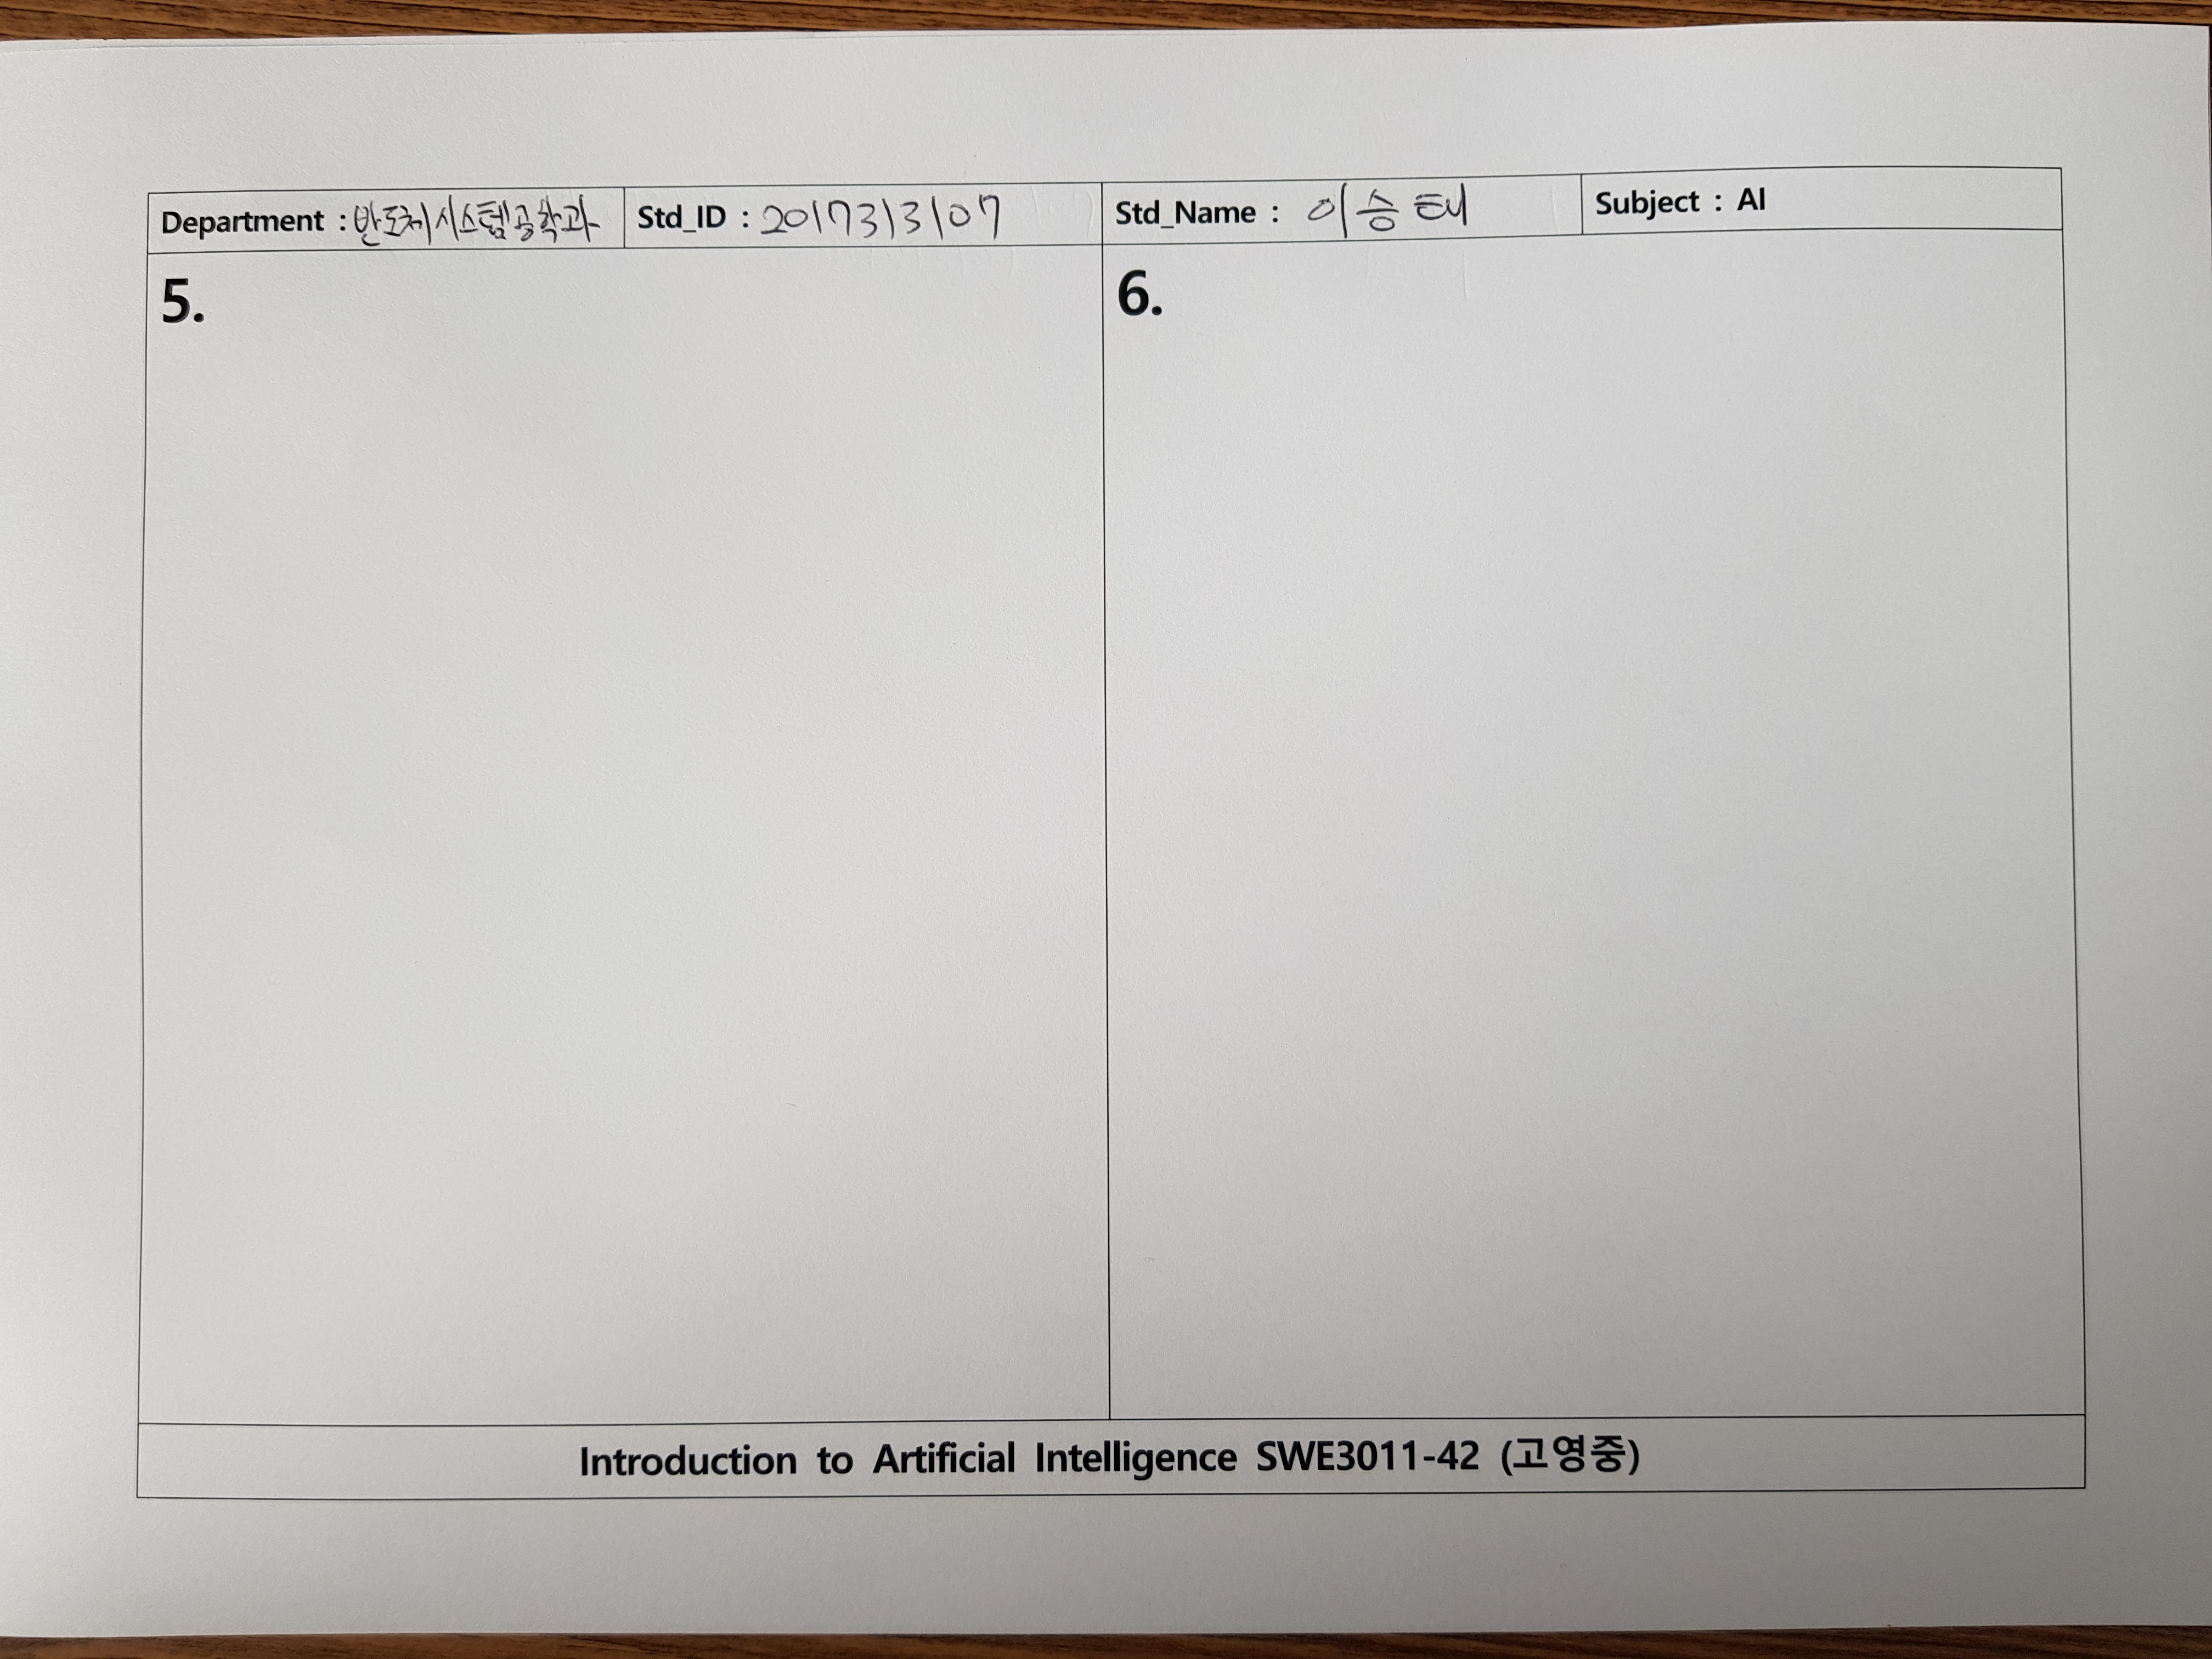 Department : 반도체시스템공학과 Std_ID : 2017313107 Std_Name : 이승태 Subject : AI
5. 6.
Introduction to Artificial Intelligence SWE3011-42 (고영중)